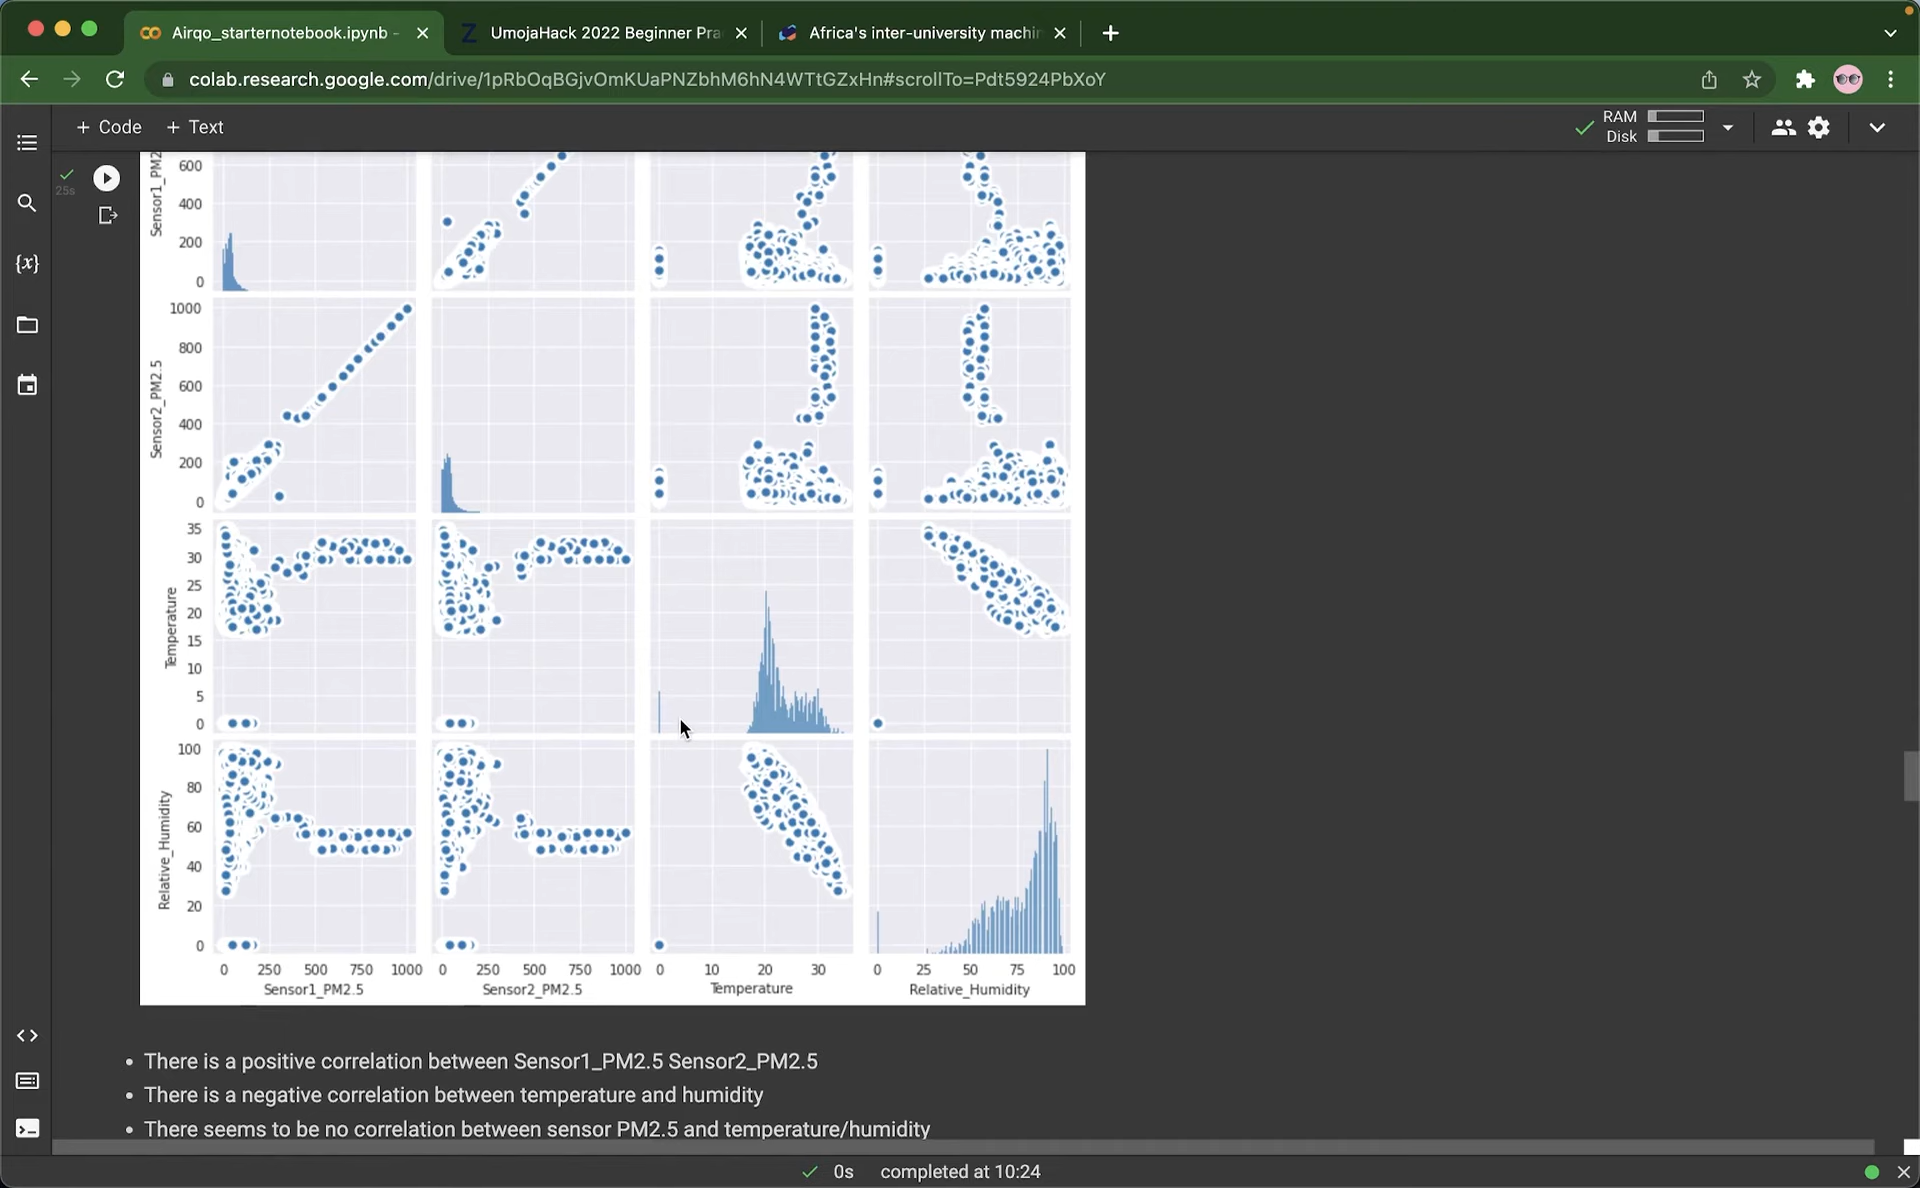 Airqo_starternotebook.ipynb -
UmojaHack 2022 Beginner Pra
Africa's inter-university machin
colab.research.google.com/drive/1pRbOqBGjvOmKUaPNZbhM6hN4WTtGZxHn#scrollTo=Pdt5924PbXoY
+ Code + Text
RAM
Disk
25s
{x}
Sensor1_PM2
600
400
200
0
Sensor2_PM2.5
1000
800
600
400
200
0
Temperature
35
30
25
20
15
10
5
0
Relative_Humidity
100
80
60
40
20
0
0 250 500 750 1000 0 250 500 750 1000 0 10 20 30 0 25 50 75 100
Sensor1_PM2.5 Sensor2_PM2.5 Temperature Relative_Humidity
• There is a positive correlation between Sensor1_PM2.5 Sensor2_PM2.5
• There is a negative correlation between temperature and humidity
• There seems to be no correlation between sensor PM2.5 and temperature/humidity
0s completed at 10:24